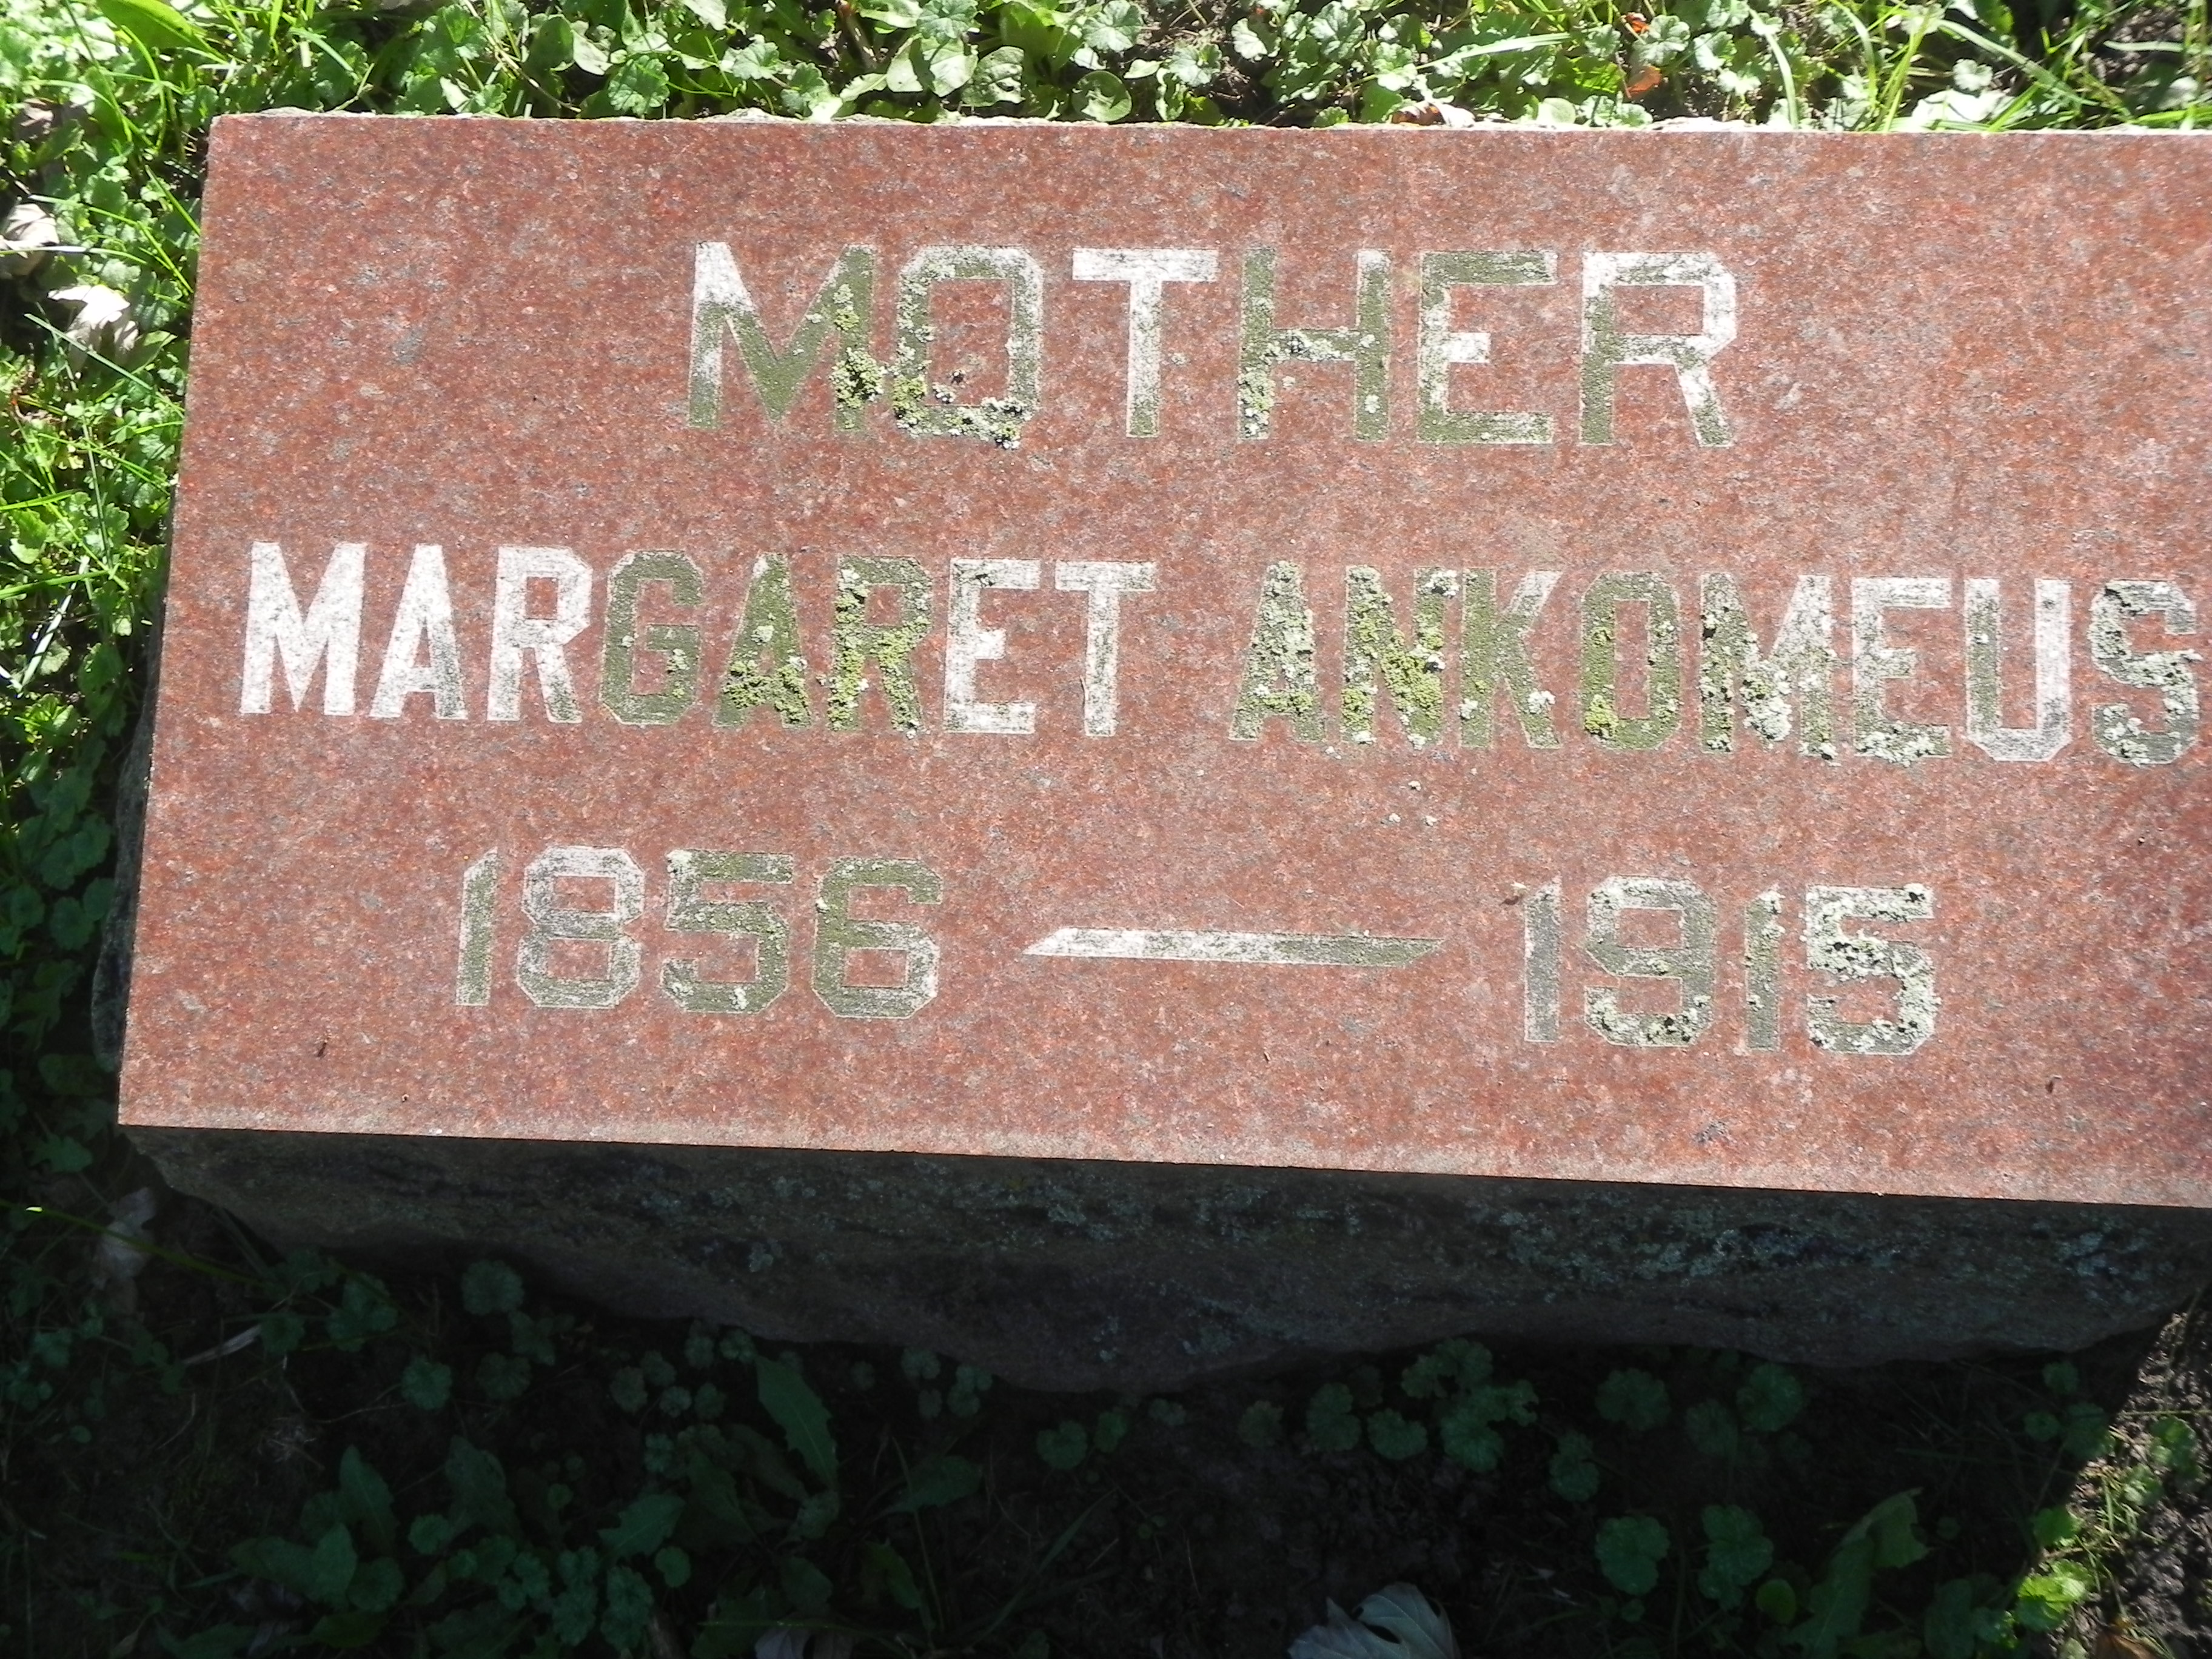 MOTHER
MARGARET ANKOMEUS
1856 — 1915